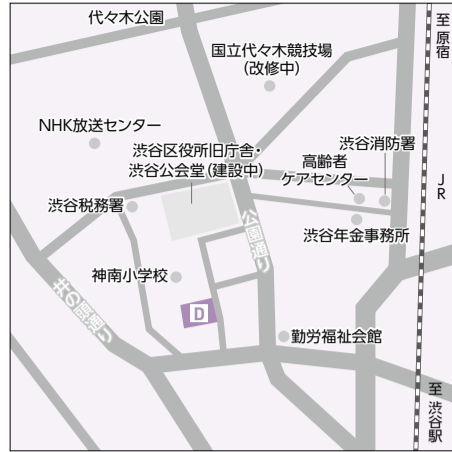 代々木公園
国立代々木競技場
(改修中)
至 原宿
NHK放送センター
渋谷区役所旧庁舎・
渋谷公会堂(建設中)
渋谷消防署
高齢者
ケアセンター
JR
渋谷税務署
公園通り
渋谷年金事務所
神南小学校
井の頭通り
D
勤労福祉会館
至 渋谷駅